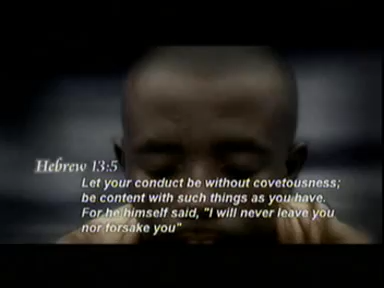 Hebrew 13:5
Let your conduct be without covetousness;
be content with such things as you have.
For he himself said, "I will never leave you
nor forsake you"